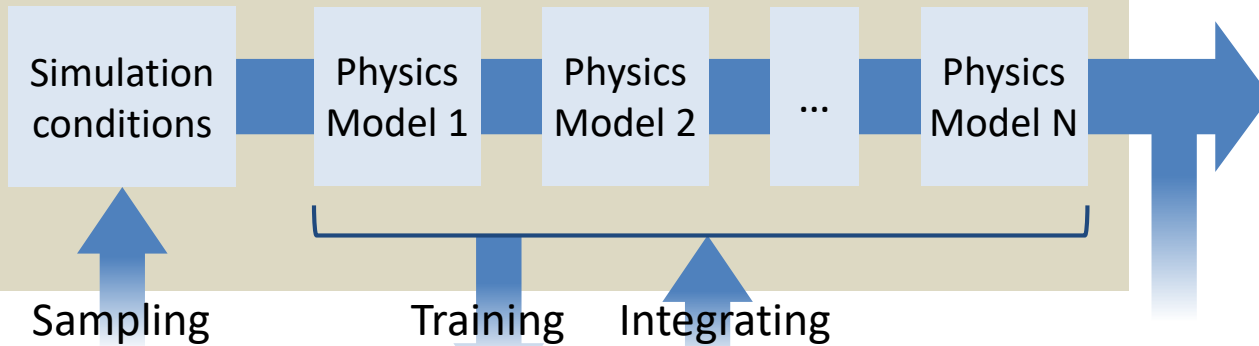 Simulation
conditions
Physics
Model 1
Physics
Model 2
...
Physics
Model N
Sampling
Training
Integrating